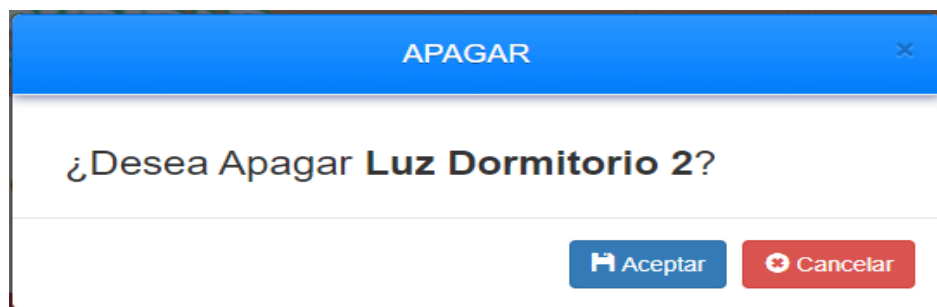 APAGAR
×
¿Desea Apagar Luz Dormitorio 2?
Aceptar
Cancelar